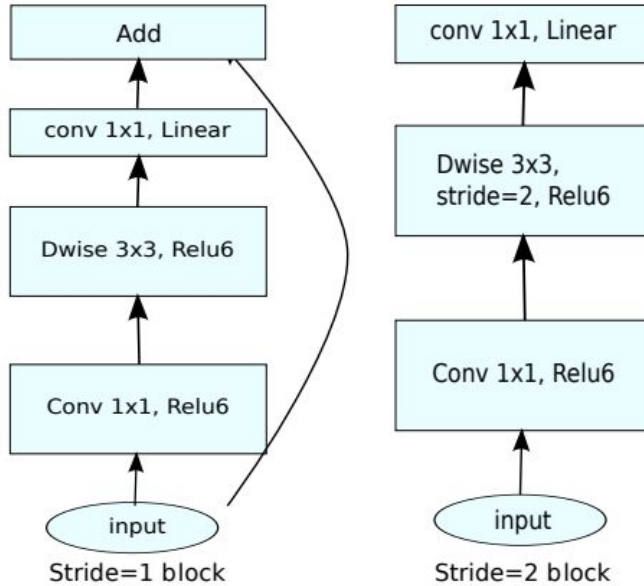 Add
conv 1x1, Linear
Dwise 3x3, Relu6
Conv 1x1, Relu6
input
Stride=1 block
conv 1x1, Linear
Dwise 3x3,
stride=2, Relu6
Conv 1x1, Relu6
input
Stride=2 block